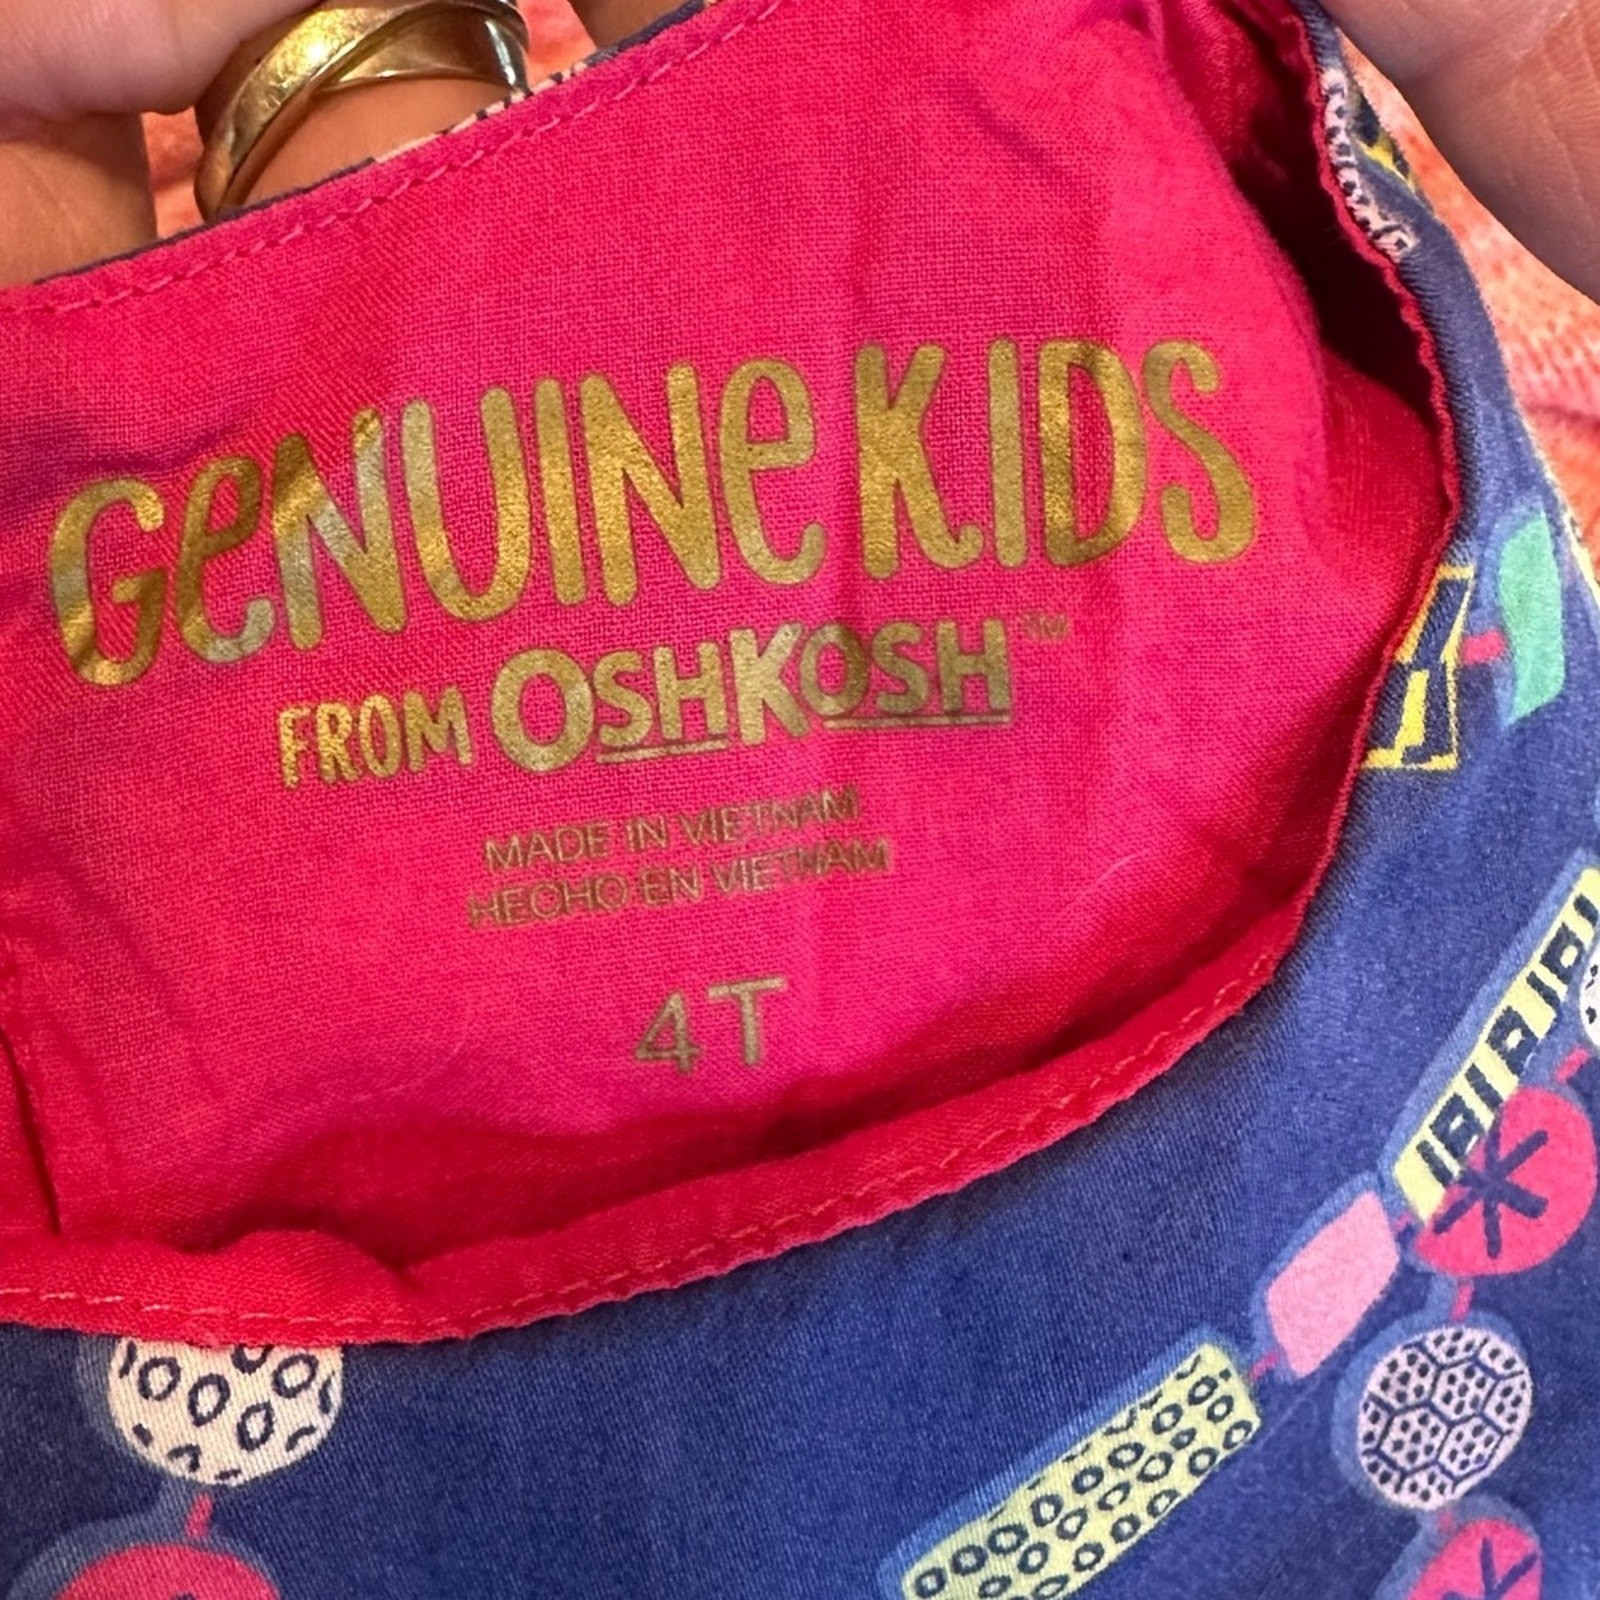 GeNUINe KIDS
FROM OSHKOSH™
MADE IN VIETNAM
HECHO EN VIETNAM
4T